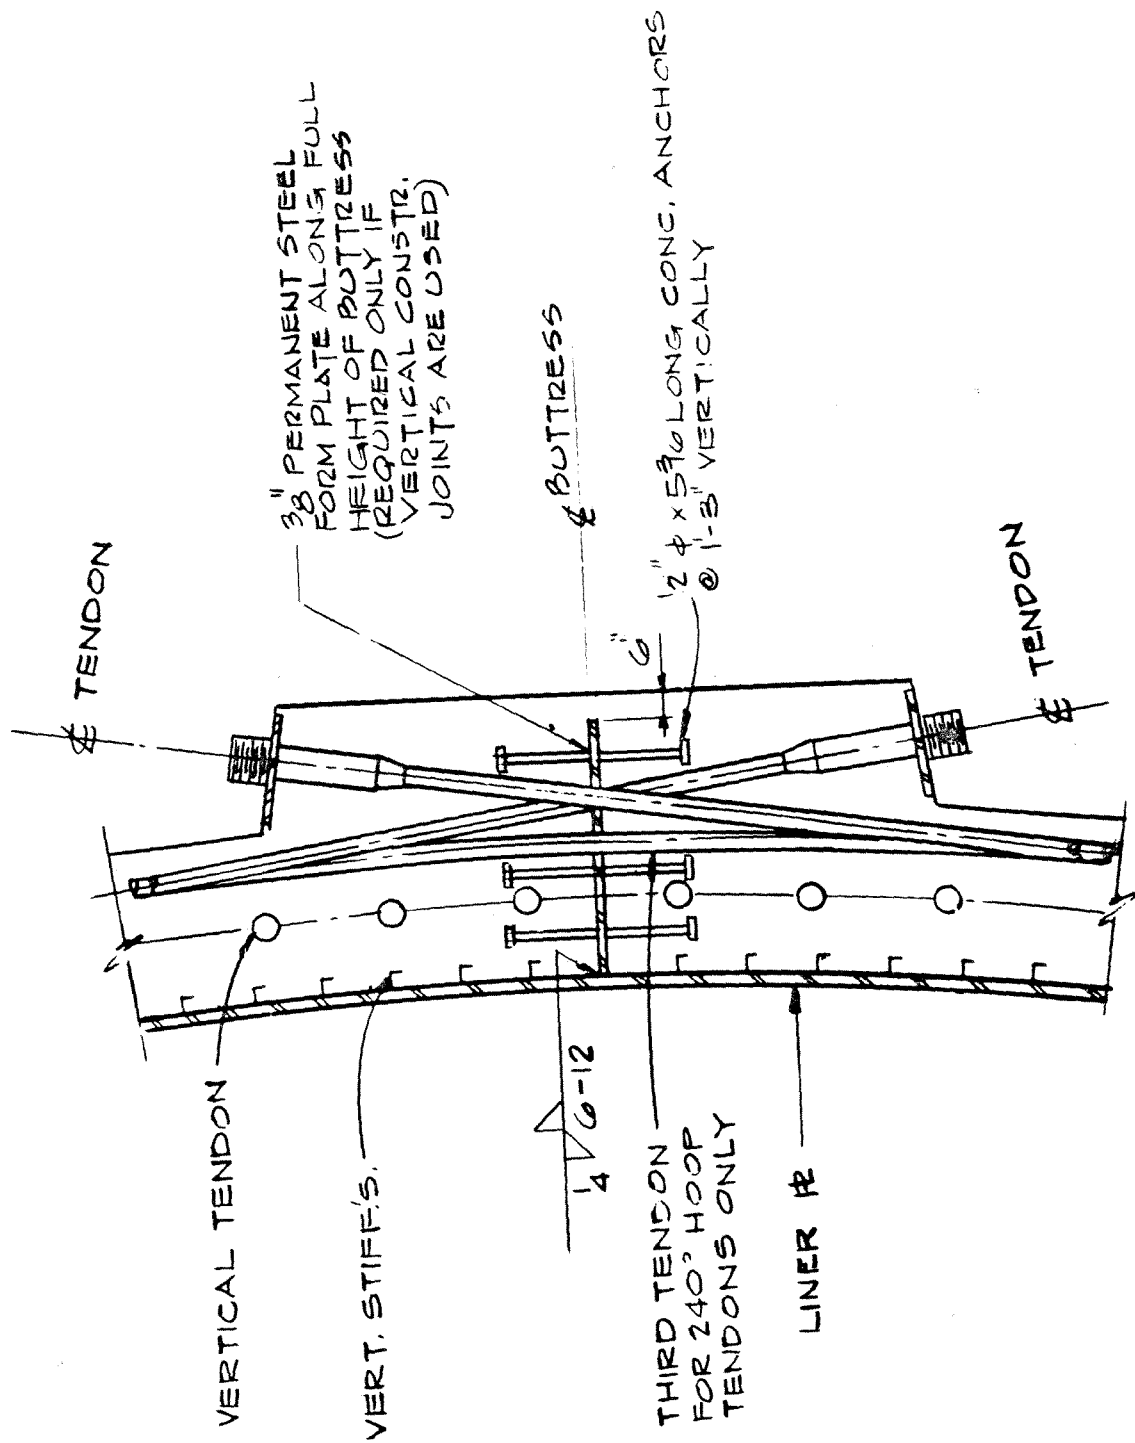 ℄ TENDON
3/8" PERMANENT STEEL
FORM PLATE ALONG FULL
HEIGHT OF BUTTRESS
(REQUIRED ONLY IF
VERTICAL CONSTR.
JOINTS ARE USED)
℄ BUTTRESS
6"
1/2" ϕ x 5 3/16 LONG CONC. ANCHORS
@ 1'-3" VERTICALLY
℄ TENDON
VERTICAL TENDON
VERT. STIFF'S.
1/4 6-12
THIRD TENDON
FOR 240° HOOP
TENDONS ONLY
LINER ℞